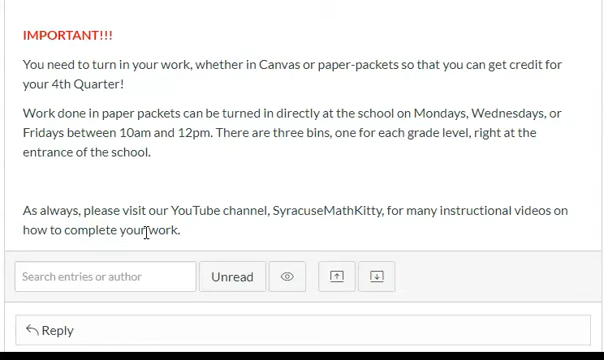 IMPORTANT!!!
You need to turn in your work, whether in Canvas or paper-packets so that you can get credit for
your 4th Quarter!
Work done in paper packets can be turned in directly at the school on Mondays, Wednesdays, or
Fridays between 10am and 12pm. There are three bins, one for each grade level, right at the
entrance of the school.
As always, please visit our YouTube channel, SyracuseMathKitty, for many instructional videos on
how to complete your work.
Search entries or author
Unread
Reply